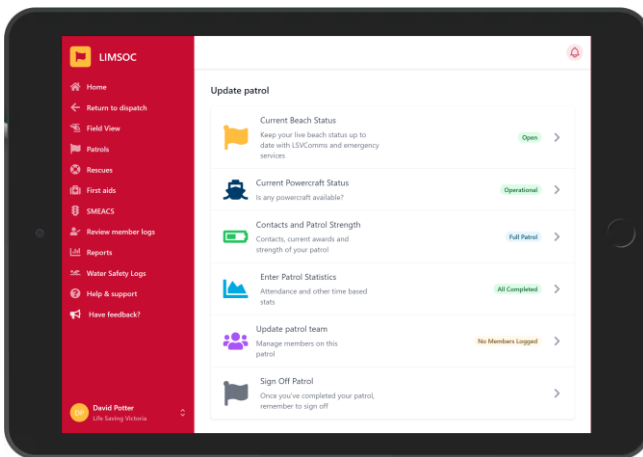 LIMSOC
Home
Return to dispatch
Field View
Patrols
Rescues
First aids
SMEACS
Review member logs
Reports
Water Safety Logs
Help & support
Have feedback?
DP
David Potter
Life Saving Victoria
Update patrol
Current Beach Status
Keep your live beach status up to
date with LSVComms and emergency
services
Open
Current Powercraft Status
Is any powercraft available?
Operational
Contacts and Patrol Strength
Contacts, current awards and
strength of your patrol
Full Patrol
Enter Patrol Statistics
Attendance and other time based
stats
All Completed
Update patrol team
Manage members on this
patrol
No Members Logged
Sign Off Patrol
Once you've completed your patrol,
remember to sign off